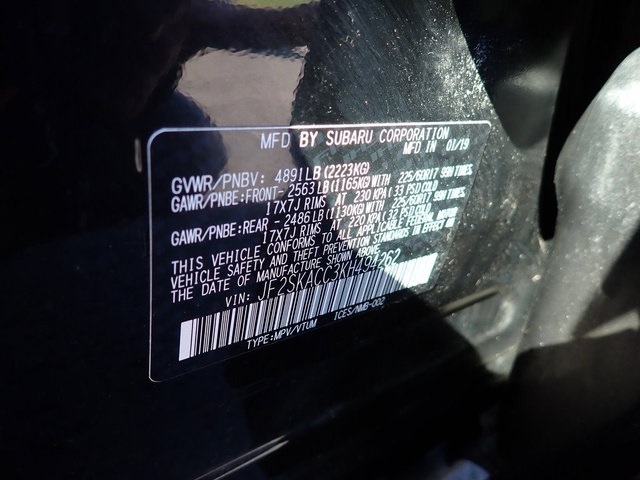 MFD BY SUBARU CORPORATION
MFD IN 01/19
GVWR/PNBV: 4891LB (2223KG)
GAWR/PNBE:FRONT- 2563LB(1165KG)WITH 225/60R17 99H TIRES,
17X7J RIMS AT 230 KPA(33 PSI)COLD
GAWR/PNBE:REAR - 2486LB(1130KG)WITH 225/60R17 99H TIRES,
17X7J RIMS AT 220 KPA(32 PSI)COLD
THIS VEHICLE CONFORMS TO ALL APPLICABLE FEDERAL MOTOR
VEHICLE SAFETY AND THEFT PREVENTION STANDARDS IN EFFECT ON
THE DATE OF MANUFACTURE SHOWN ABOVE.
VIN: JF2SKACC3KH494262
TYPE:MPV/VTUM ICES/NMB-002